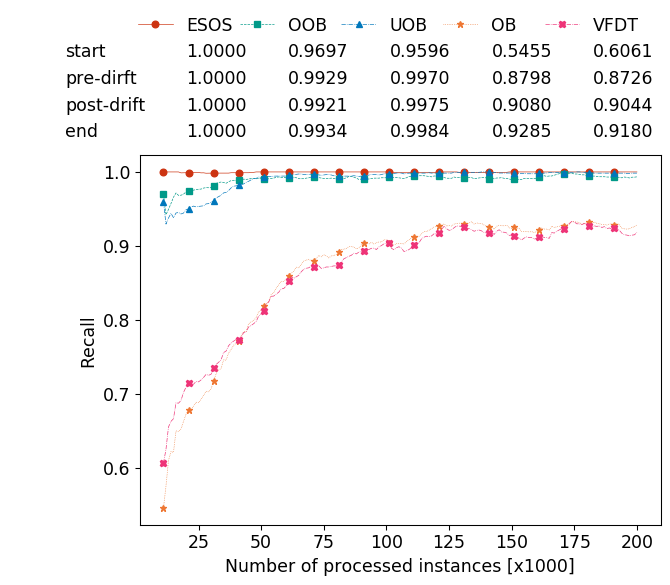 ESOS OOB UOB OB VFDT
start 1.0000 0.9697 0.9596 0.5455 0.6061
pre-dirft 1.0000 0.9929 0.9970 0.8798 0.8726
post-drift 1.0000 0.9921 0.9975 0.9080 0.9044
end 1.0000 0.9934 0.9984 0.9285 0.9180
1.0
0.9
0.8
0.7
0.6
Recall
25 50 75 100 125 150 175 200
Number of processed instances [x1000]